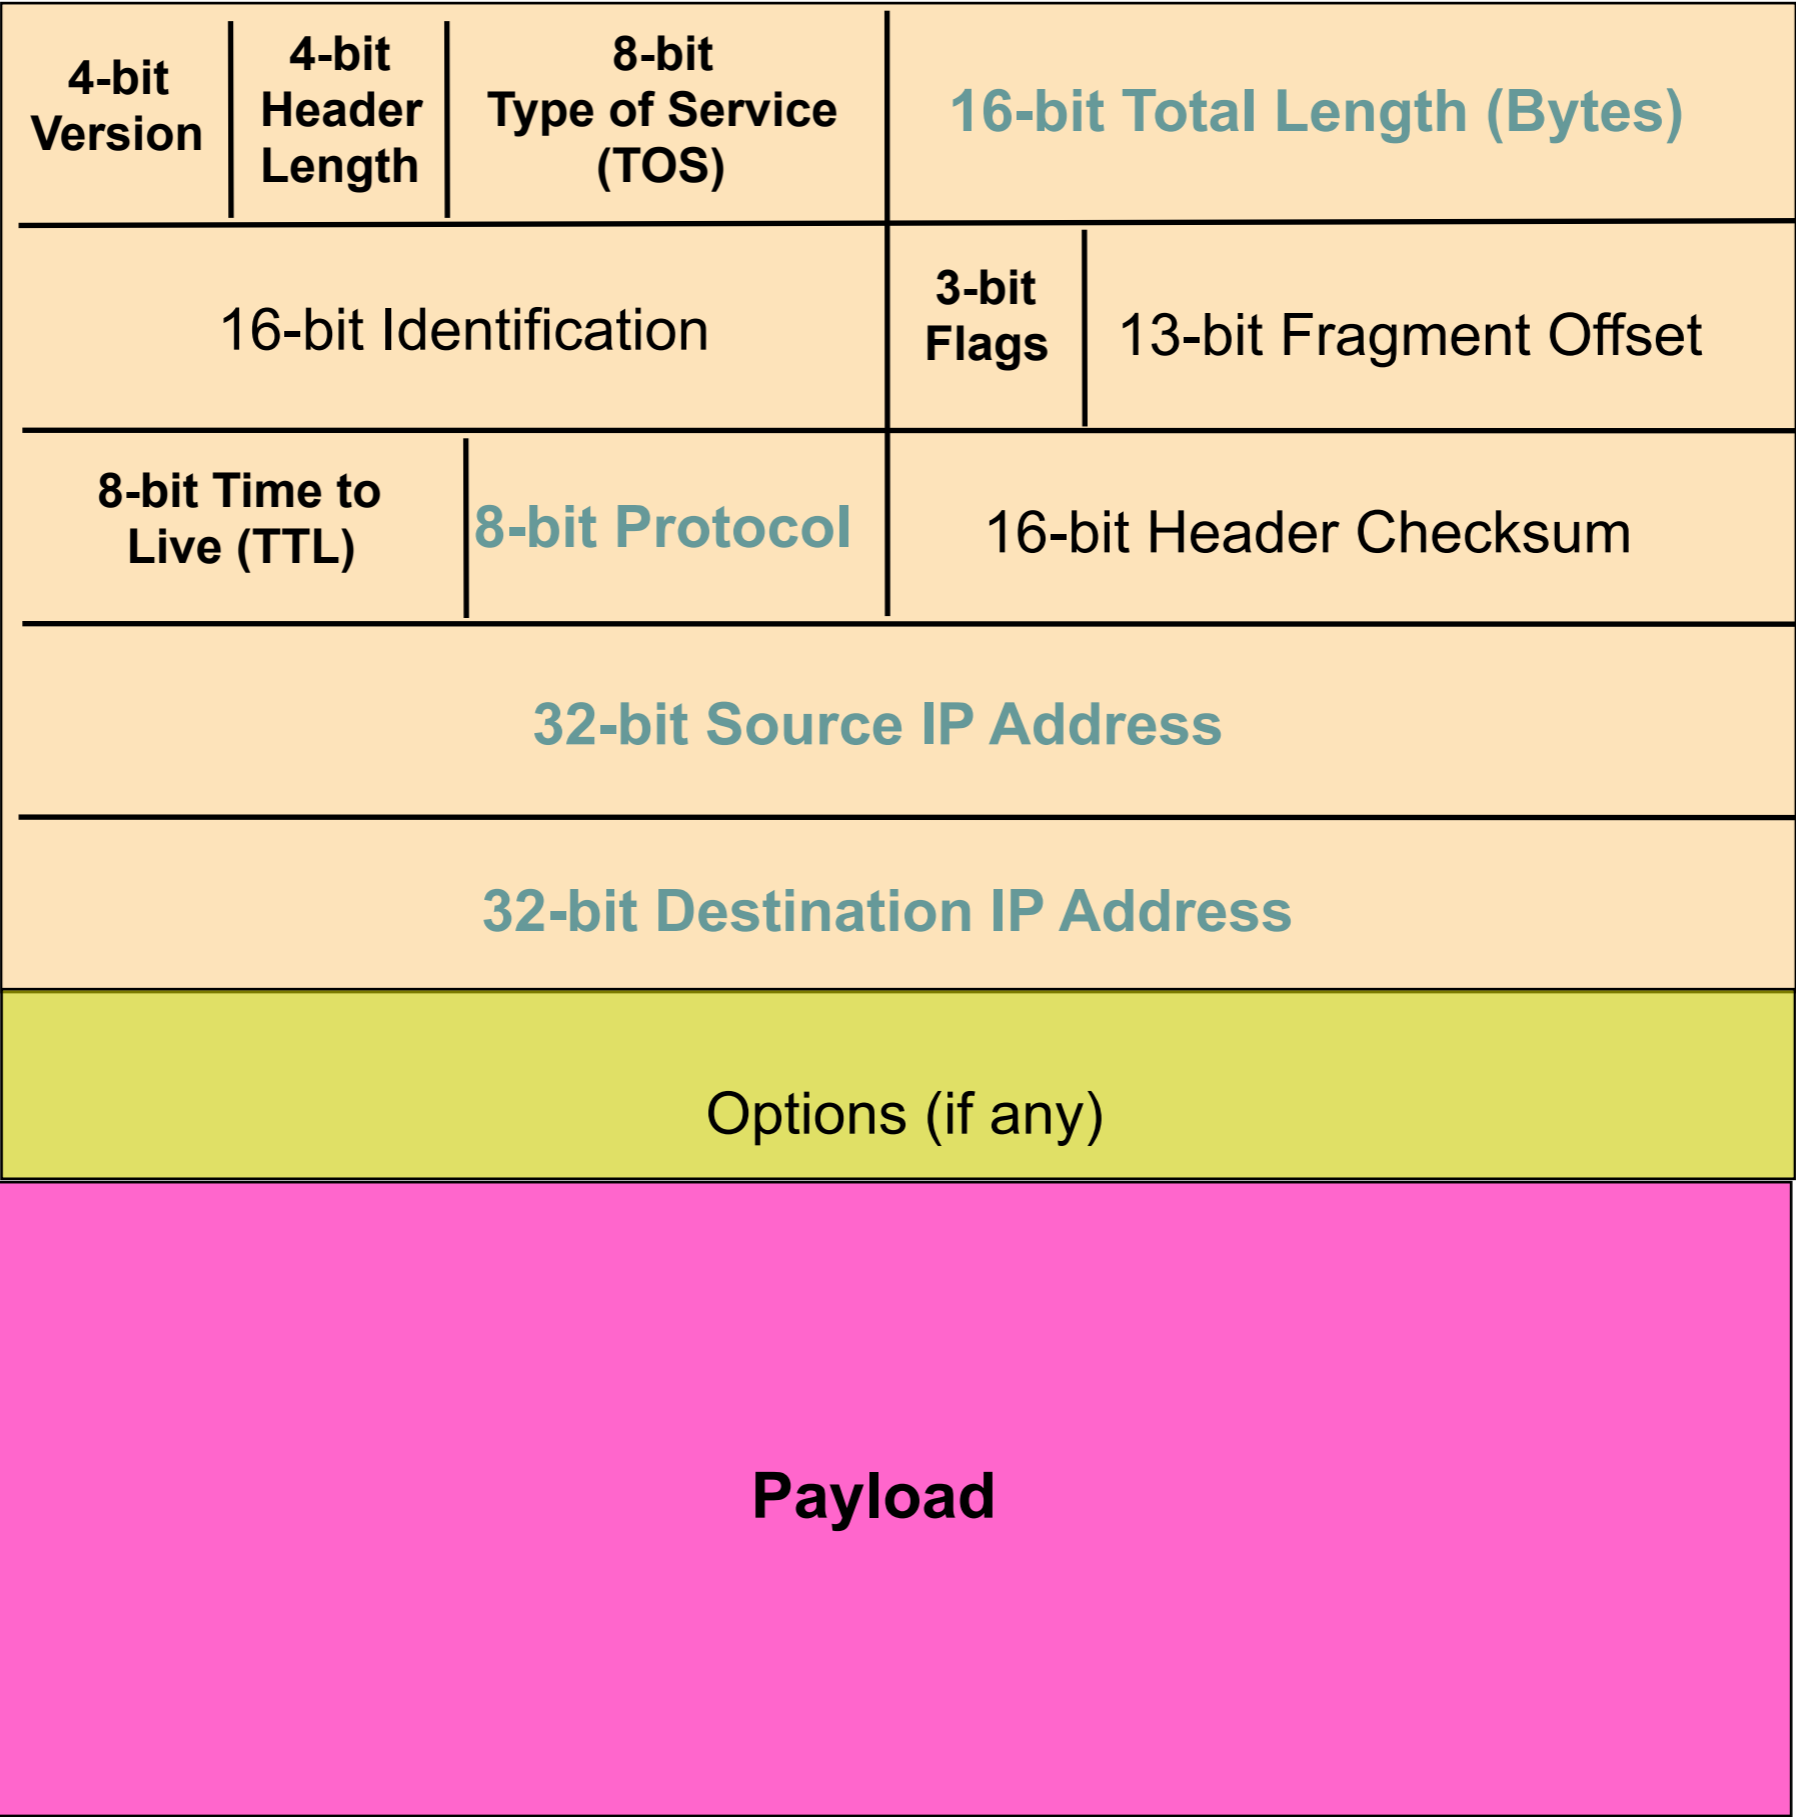 4-bit
Version
4-bit
Header
Length
8-bit
Type of Service
(TOS)
16-bit Total Length (Bytes)
16-bit Identification
3-bit
Flags
13-bit Fragment Offset
8-bit Time to
Live (TTL)
8-bit Protocol
16-bit Header Checksum
32-bit Source IP Address
32-bit Destination IP Address
Options (if any)
Payload